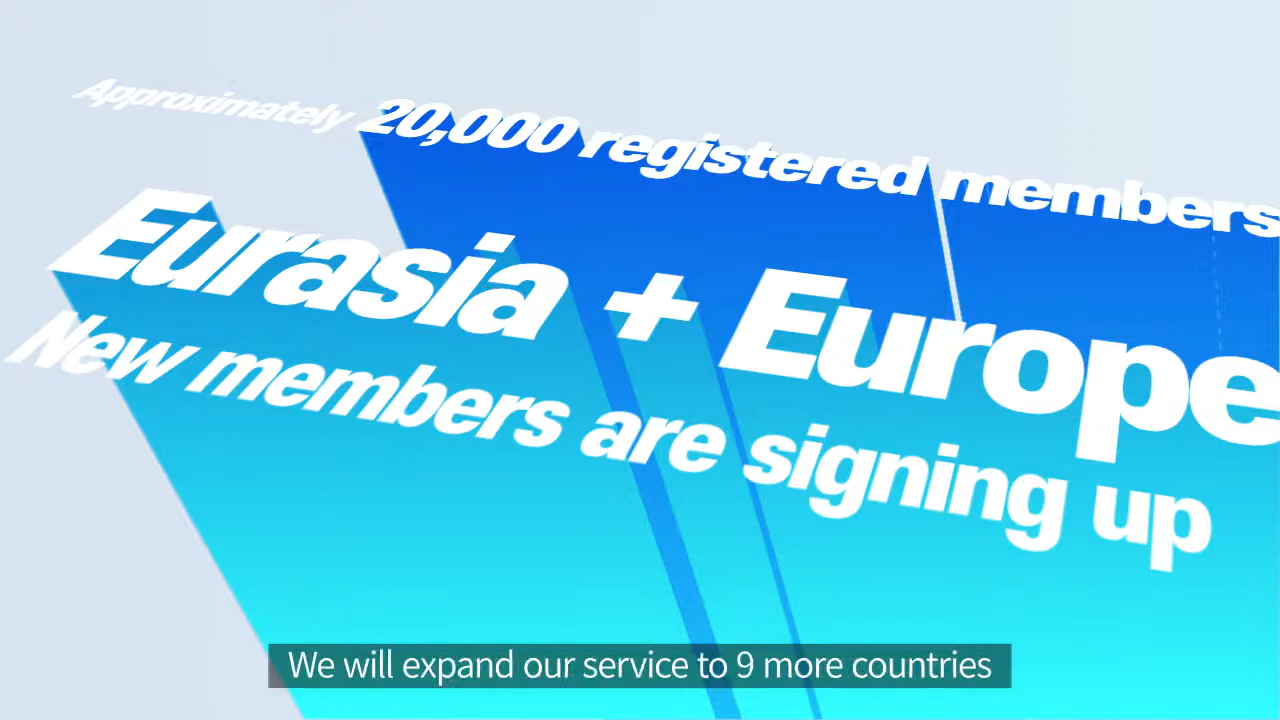 Approximately 20,000 registered members
Eurasia + Europe
New members are signing up
We will expand our service to 9 more countries